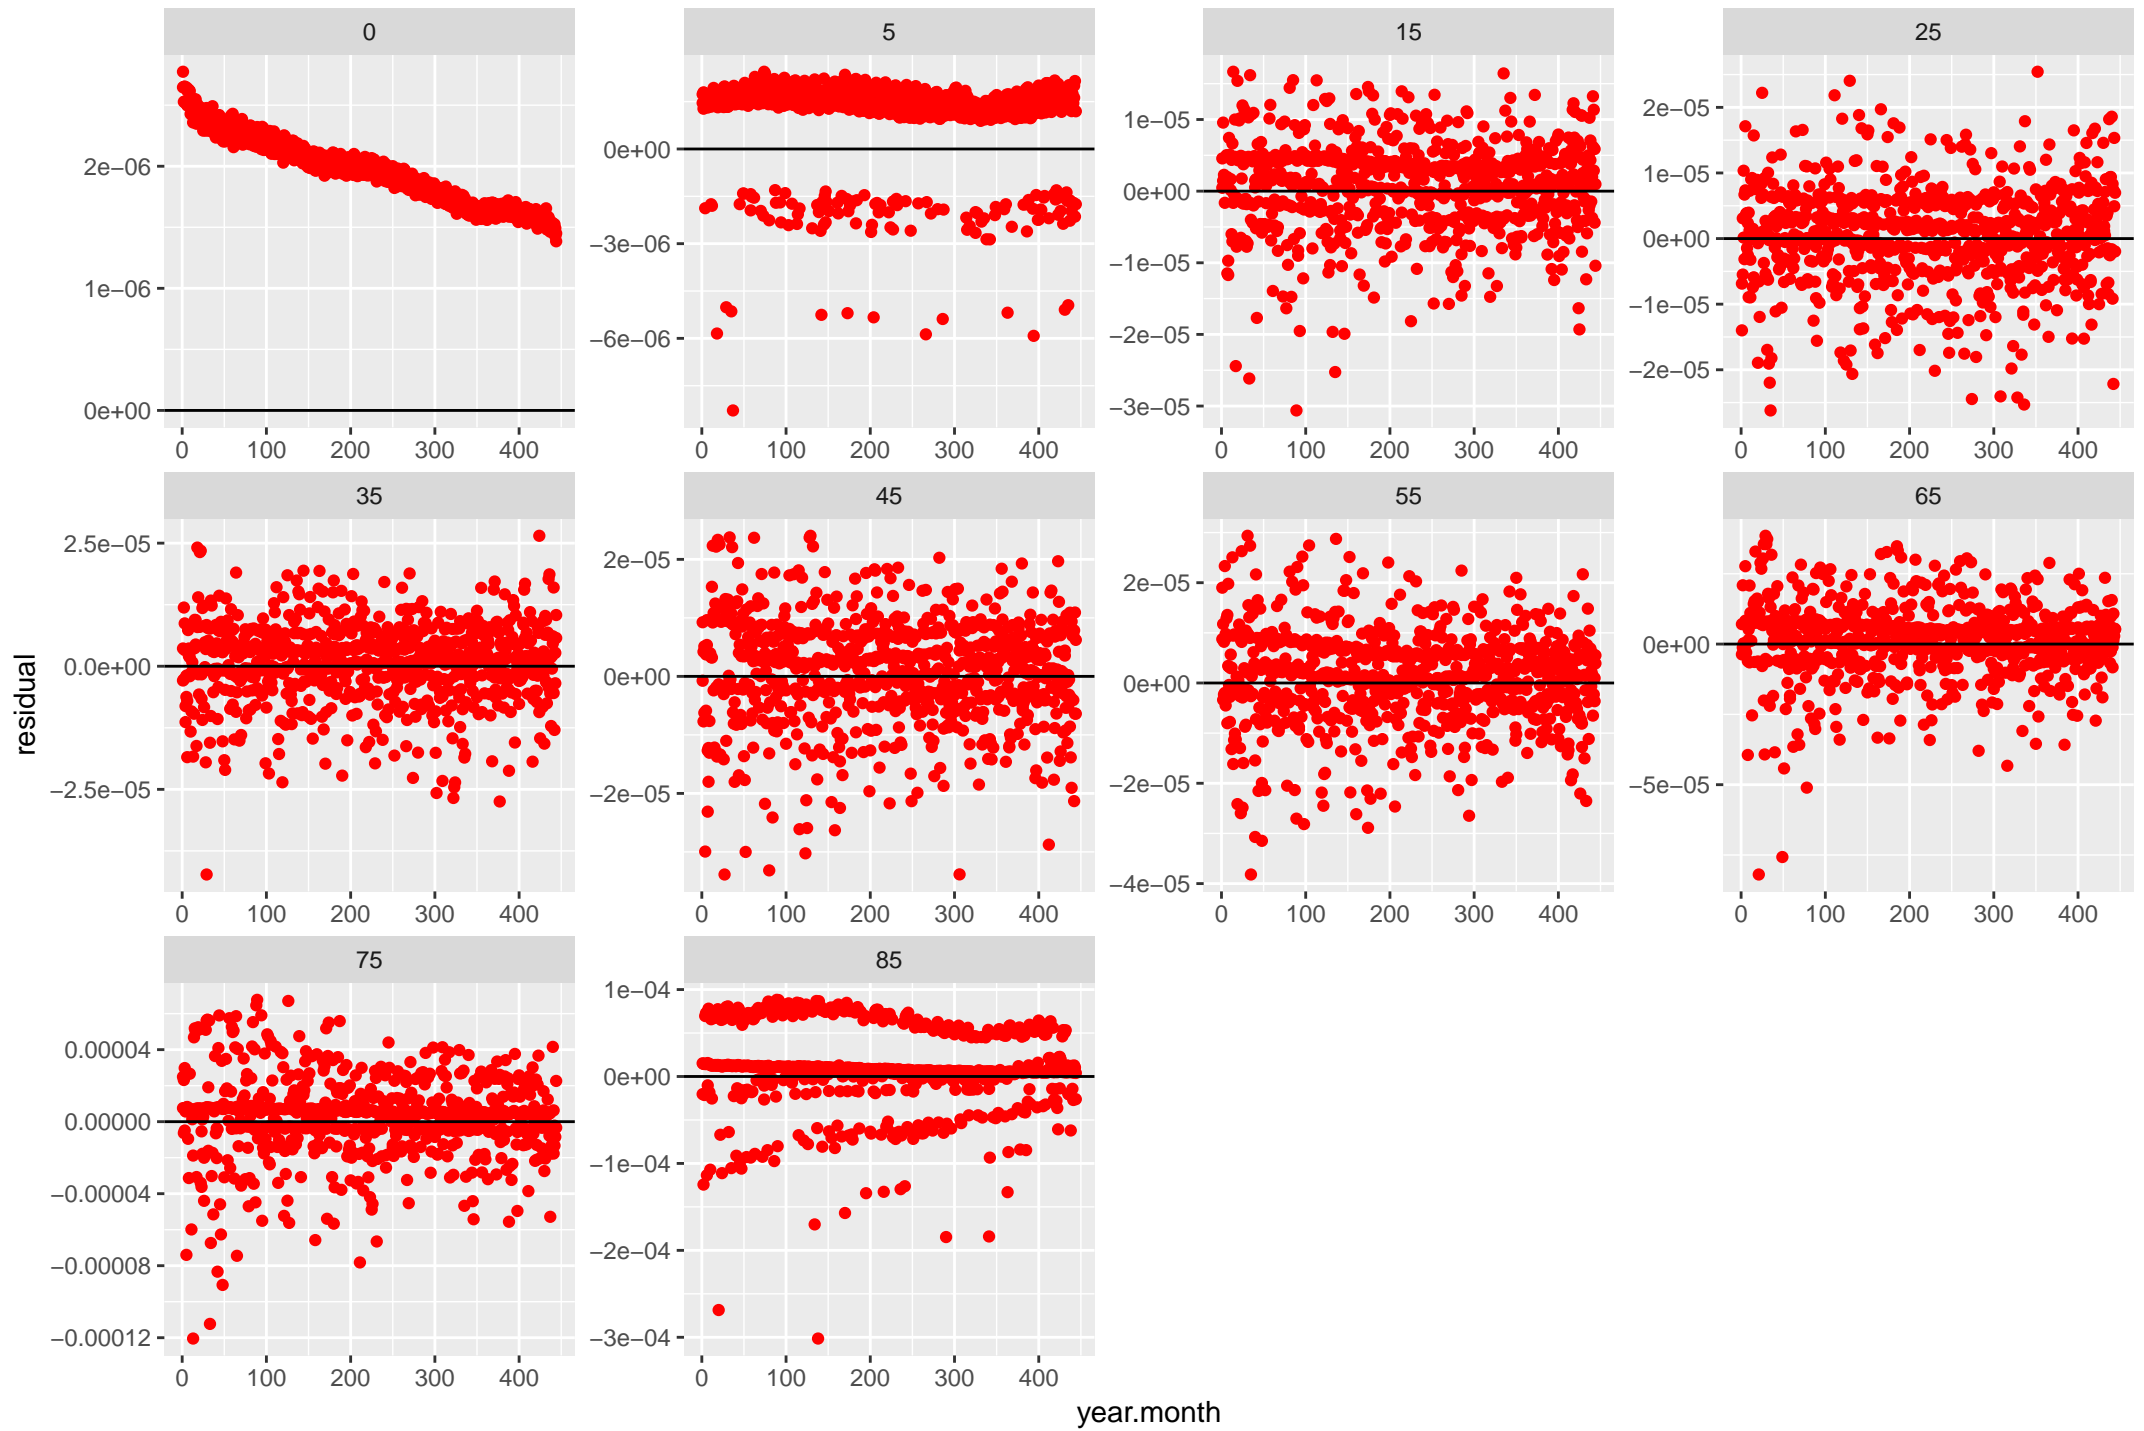 0 5 15 25
2e−06
1e−06
0e+00
0e+00
−3e−06
−6e−06
1e−05
0e+00
−1e−05
−2e−05
−3e−05
2e−05
1e−05
0e+00
−1e−05
−2e−05
0 100 200 300 400
0 100 200 300 400
0 100 200 300 400
0 100 200 300 400
35 45 55 65
2.5e−05
0.0e+00
−2.5e−05
2e−05
0e+00
−2e−05
2e−05
0e+00
−2e−05
−4e−05
0e+00
−5e−05
0 100 200 300 400
0 100 200 300 400
0 100 200 300 400
0 100 200 300 400
75 85
0.00004
0.00000
−0.00004
−0.00008
−0.00012
1e−04
0e+00
−1e−04
−2e−04
−3e−04
0 100 200 300 400
0 100 200 300 400
year.month
residual